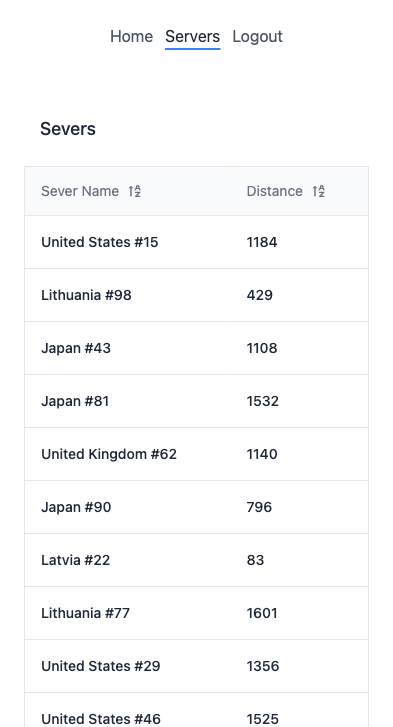 Home Servers Logout
Severs
Sever Name Distance
United States #15 1184
Lithuania #98 429
Japan #43 1108
Japan #81 1532
United Kingdom #62 1140
Japan #90 796
Latvia #22 83
Lithuania #77 1601
United States #29 1356
United States #46 1525